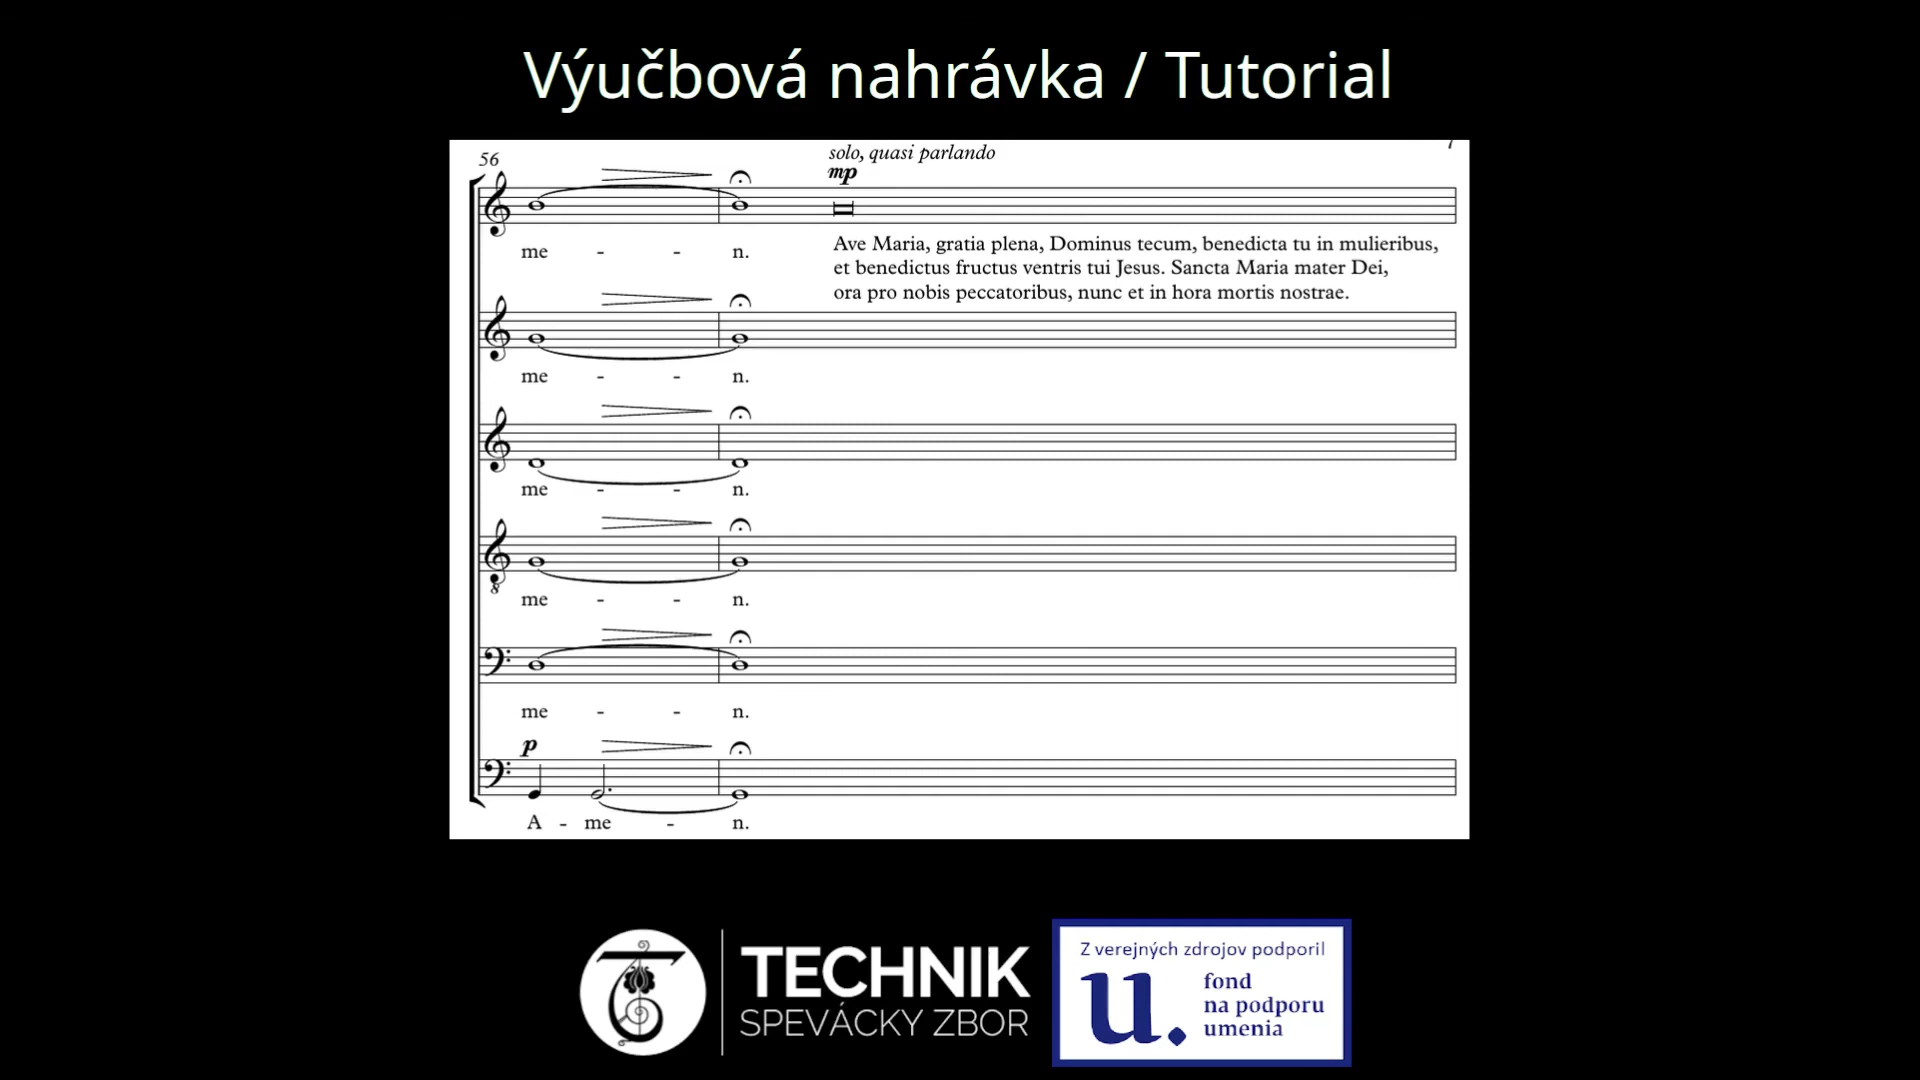 Výučbová nahrávka / Tutorial
56
solo, quasi parlando
mp
me - - n.
Ave Maria, gratia plena, Dominus tecum, benedicta tu in mulieribus,
et benedictus fructus ventris tui Jesus. Sancta Maria mater Dei,
ora pro nobis peccatoribus, nunc et in hora mortis nostrae.
me - - n.
me - - n.
8
me - - n.
me - - n.
p
A - me - n.
TECHNIK
SPEVÁCKY ZBOR
Z verejných zdrojov podporil
u.
fond
na podporu
umenia